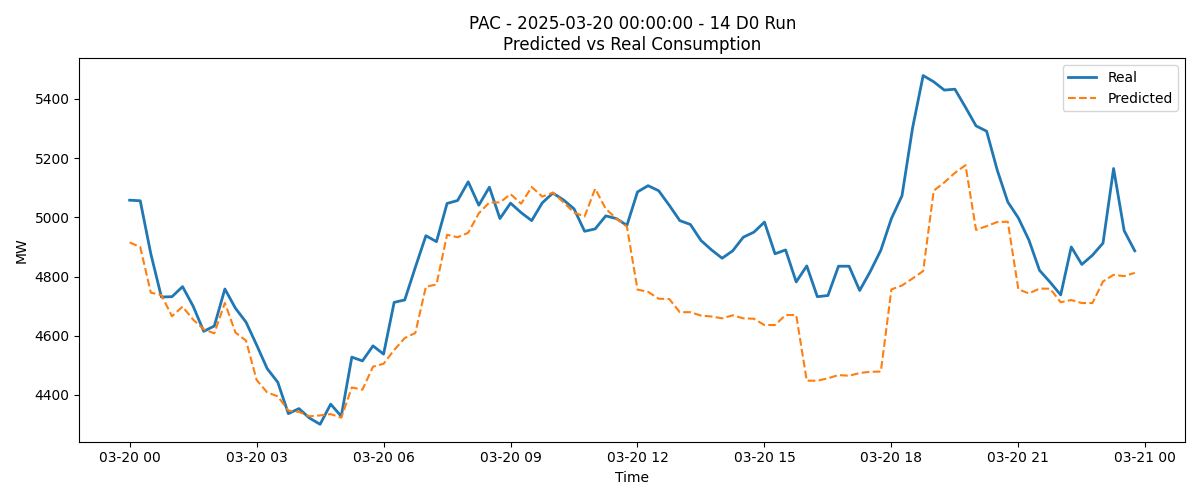 PAC - 2025-03-20 00:00:00 - 14 D0 Run
Predicted vs Real Consumption
Real
Predicted
MW
5400
5200
5000
4800
4600
4400
03-20 00
03-20 03
03-20 06
03-20 09
03-20 12
03-20 15
03-20 18
03-20 21
03-21 00
Time